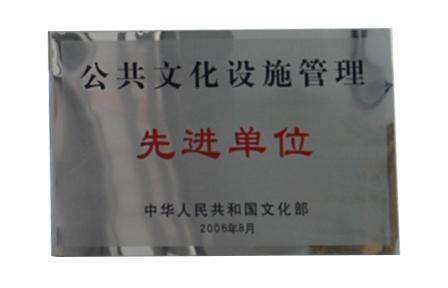 公共文化设施管理
先进单位
中华人民共和国文化部
2006年8月